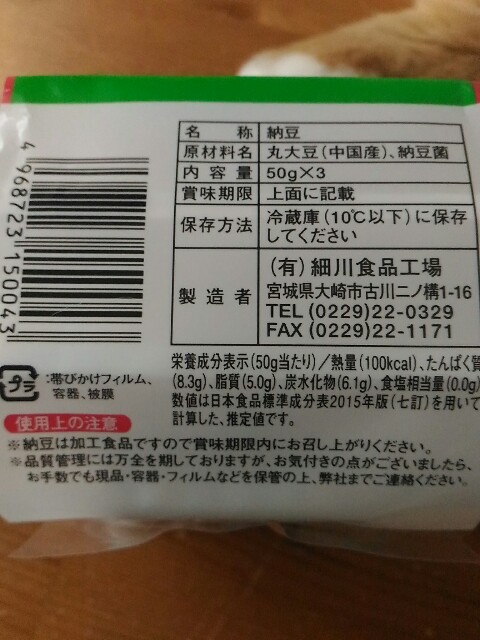 名称 納豆
原材料名 丸大豆(中国産)、納豆菌
内容量 50g×3
賞味期限 上面に記載
保存方法 冷蔵庫(10℃以下)に保存
してください
製造者 (有)細川食品工場
宮城県大崎市古川二ノ構1-16
TEL (0229)22-0329
FAX (0229)22-1171
4 968723 150043
プラ :帯びかけフィルム、
容器、被膜
栄養成分表示(50g当たり)/熱量(100kcal)、たんぱく質
(8.3g)、脂質(5.0g)、炭水化物(6.1g)、食塩相当量(0.0g)
数値は日本食品標準成分表2015年版(七訂)を用いて
計算した、推定値です。
使用上の注意
※納豆は加工食品ですので賞味期限内にお召し上がりください。
※品質管理には万全を期しておりますが、お気付きの点がございましたら、
お手数でも現品・容器・フィルムなどを保管の上、弊社までご連絡ください。